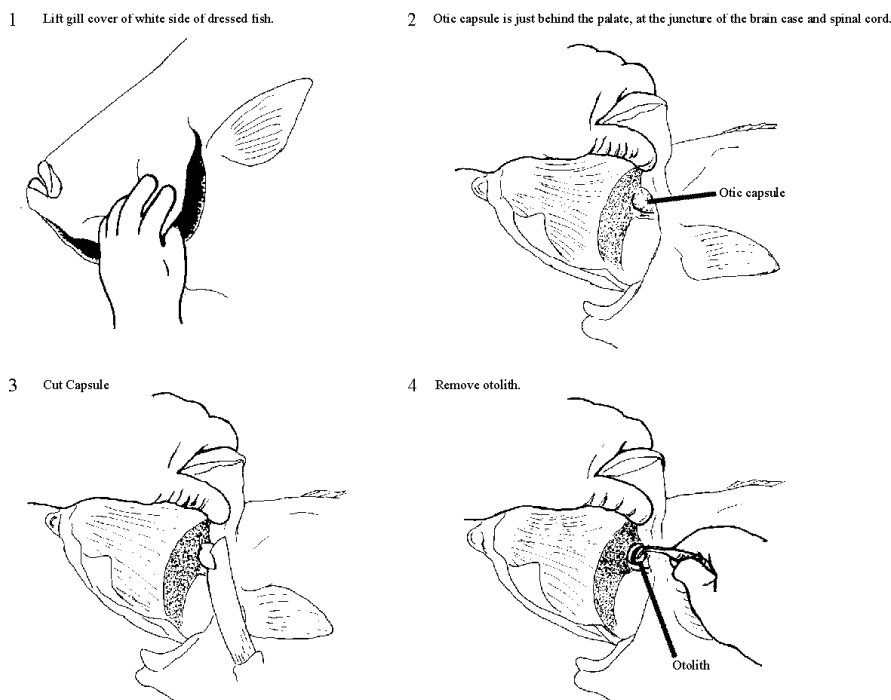 1 Lift gill cover of white side of dressed fish.
2 Otic capsule is just behind the palate, at the juncture of the brain case and spinal cord.
Otic capsule
3 Cut Capsule
4 Remove otolith.
Otolith